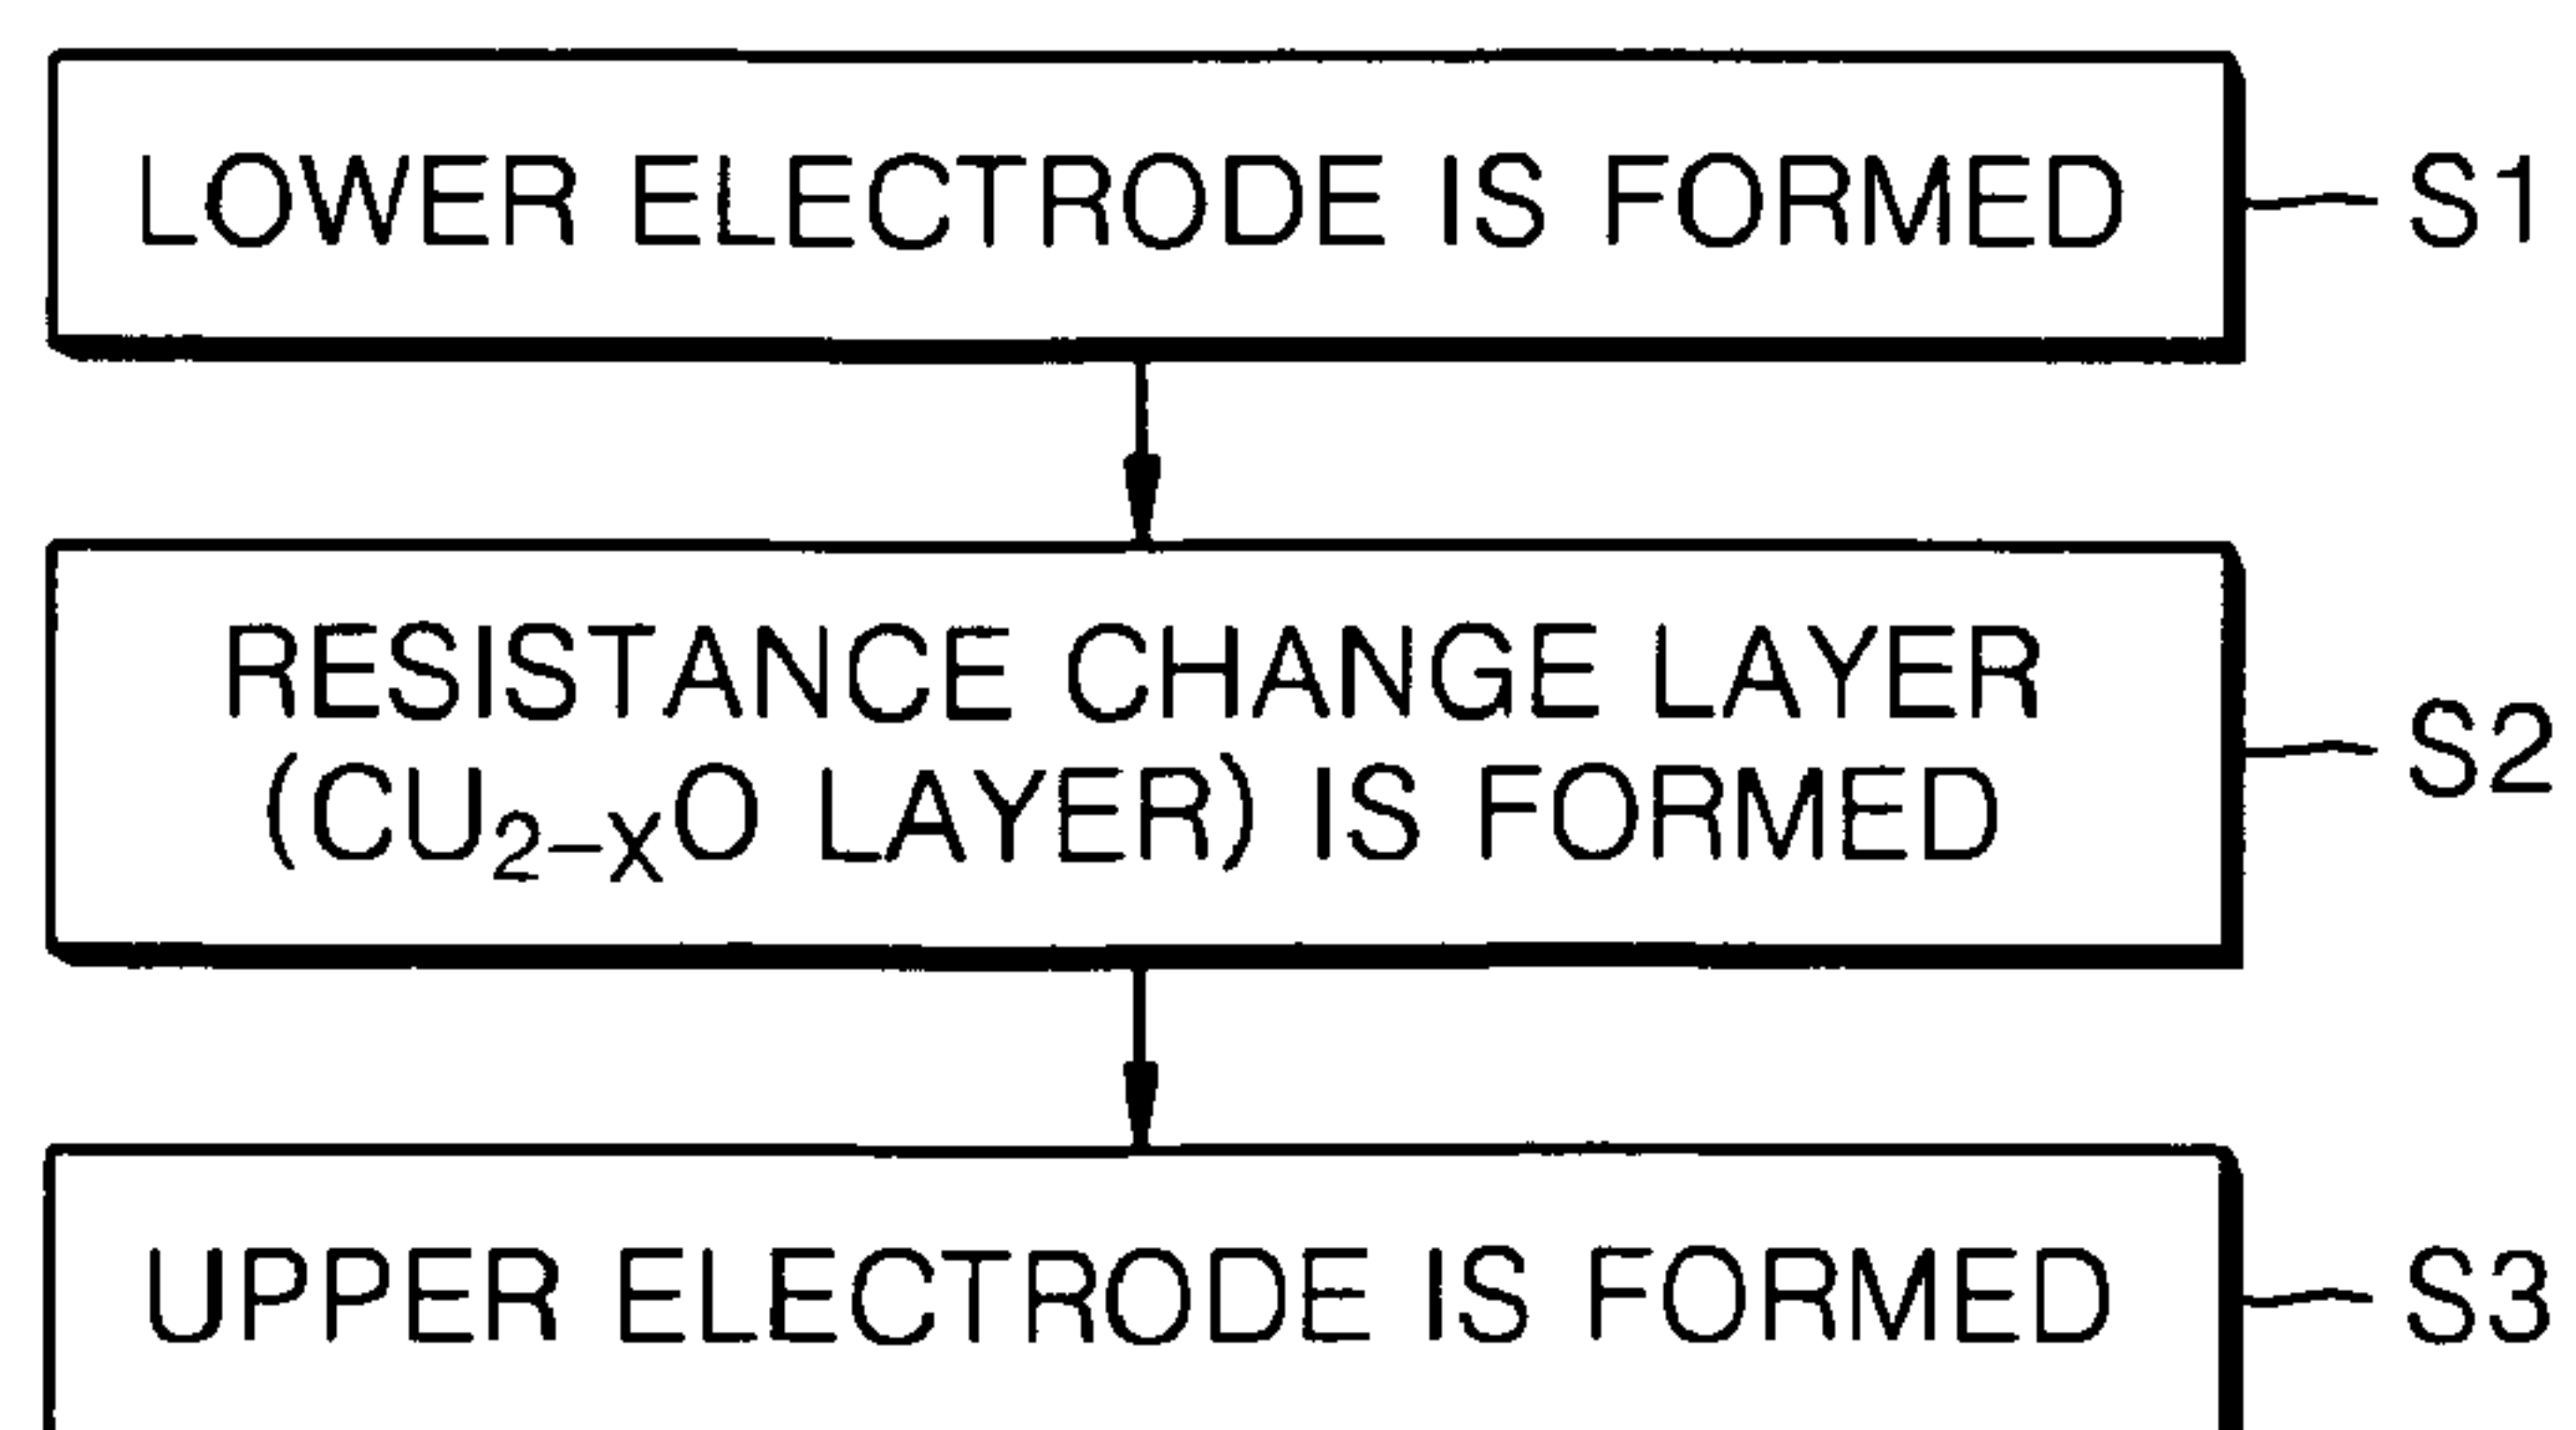 LOWER ELECTRODE IS FORMED S1
RESISTANCE CHANGE LAYER
(CU₂₋ₓO LAYER) IS FORMED S2
UPPER ELECTRODE IS FORMED S3